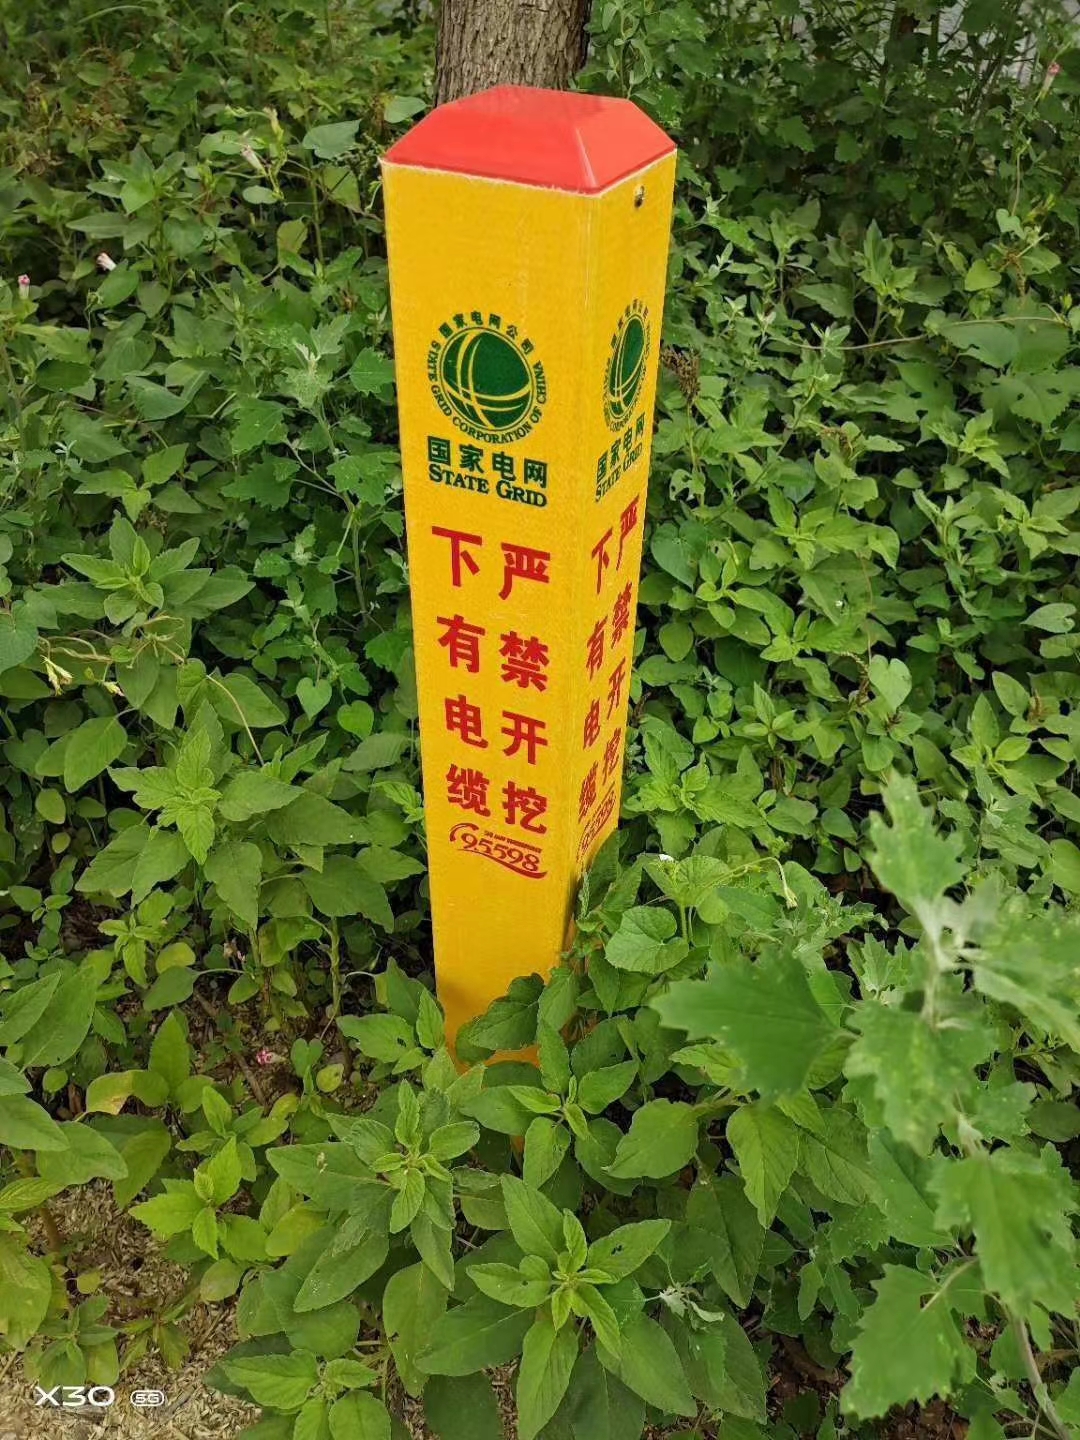 国家电网公司
STATE GRID CORPORATION OF CHINA
国家电网
STATE GRID
下有电缆
严禁开挖
95598
国家电网
STATE GRID
下有电缆
严禁开挖
95598
X30 5G